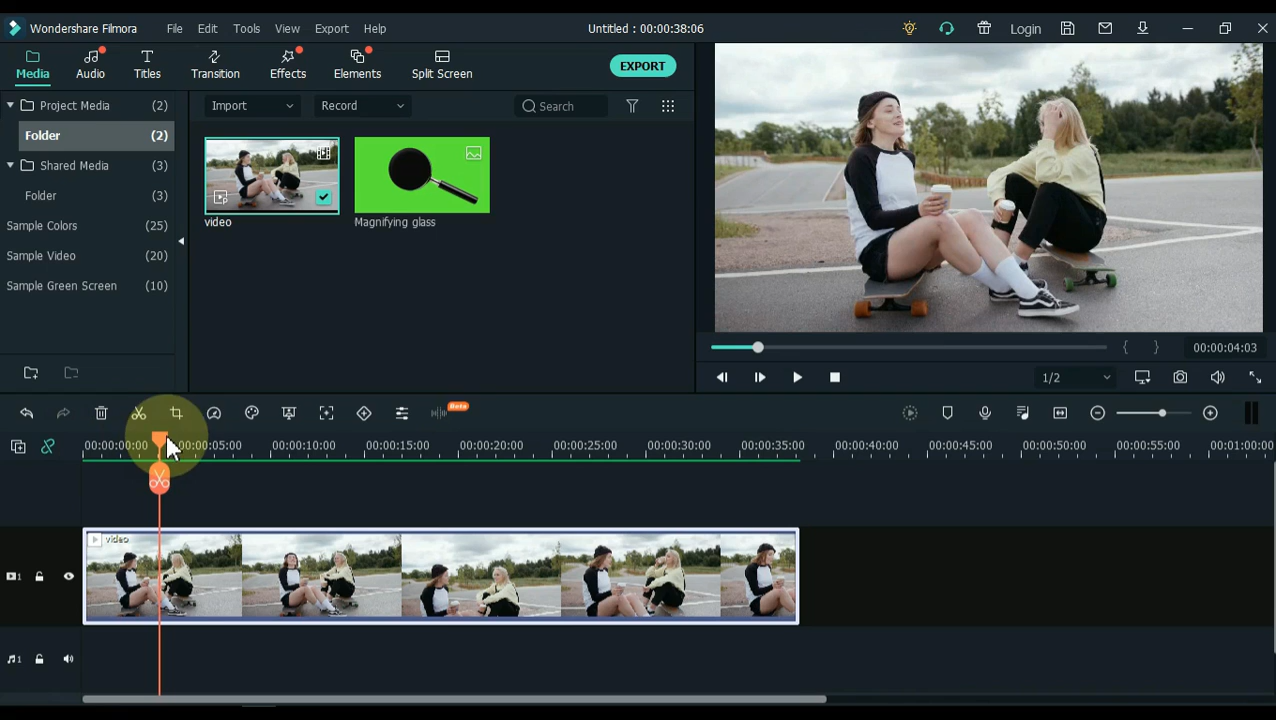 Wondershare Filmora File Edit Tools View Export Help Untitled : 00:00:38:06 Login
Media Audio Titles Transition Effects Elements Split Screen EXPORT
Project Media (2) Import Record Search
Folder (2)
Shared Media (3)
Folder (3)
Sample Colors (25)
Sample Video (20)
Sample Green Screen (10)
video Magnifying glass
{ } 00:00:04:03
1/2
Beta
00:00:00:00 00:00:05:00 00:00:10:00 00:00:15:00 00:00:20:00 00:00:25:00 00:00:30:00 00:00:35:00 00:00:40:00 00:00:45:00 00:00:50:00 00:00:55:00 00:01:00:00
video
1
1